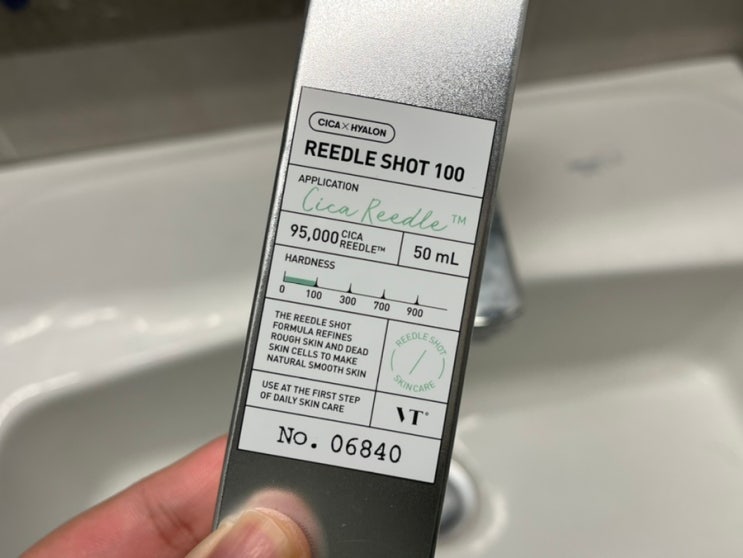 CICA × HYALON
REEDLE SHOT 100
APPLICATION
Cica Reedle™
95,000 CICA
REEDLE™
50 mL
HARDNESS
0 100 300 700 900
THE REEDLE SHOT
FORMULA REFINES
ROUGH SKIN AND DEAD
SKIN CELLS TO MAKE
NATURAL SMOOTH SKIN
REEDLE SHOT
SKINCARE
USE AT THE FIRST STEP
OF DAILY SKIN CARE
VT®
No. 06840